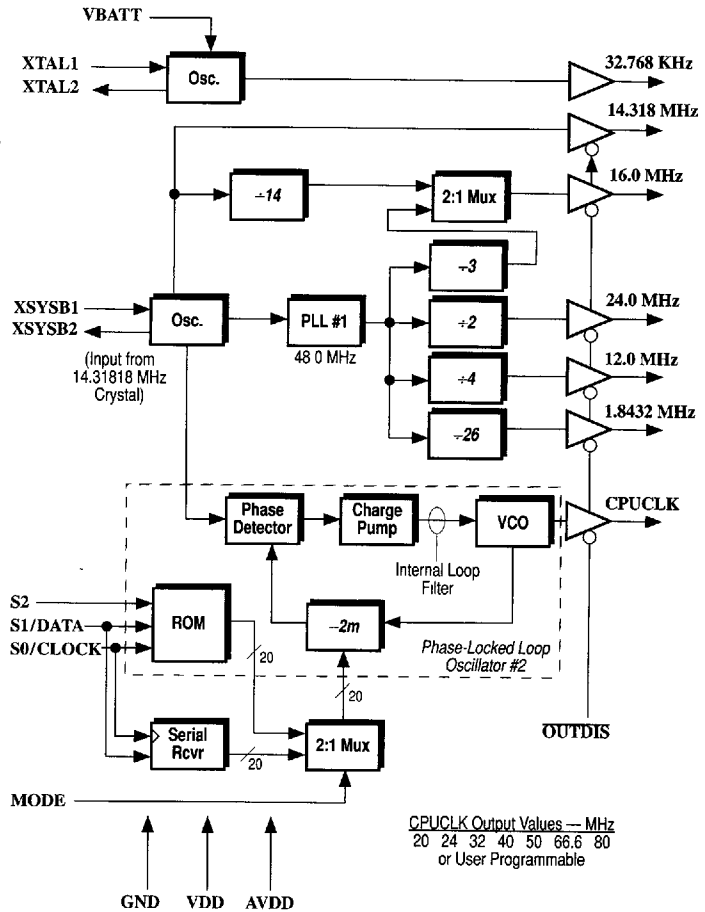 VBATT
XTAL1
XTAL2
Osc.
32.768 KHz
14.318 MHz
÷14
2:1 Mux
16.0 MHz
÷3
XSYSB1
XSYSB2
Osc.
(Input from
14.31818 MHz
Crystal)
PLL #1
48 0 MHz
÷2
24.0 MHz
÷4
12.0 MHz
÷26
1.8432 MHz
Phase
Detector
Charge
Pump
VCO
CPUCLK
Internal Loop
Filter
S2
S1/DATA
S0/CLOCK
ROM
20
÷2m
20
Phase-Locked Loop
Oscillator #2
Serial
Rcvr
20
2:1 Mux
OUTDIS
MODE
CPUCLK Output Values — MHz
20 24 32 40 50 66.6 80
or User Programmable
GND
VDD
AVDD